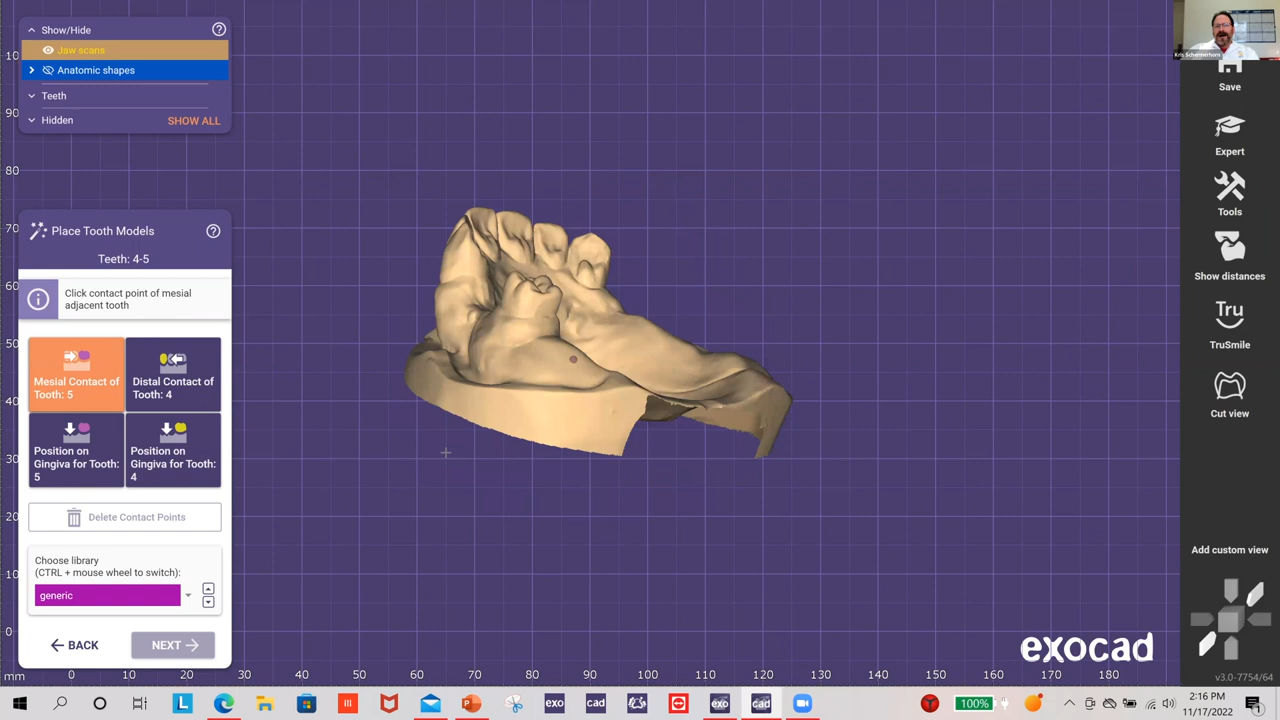 Show/Hide
Jaw scans
Anatomic shapes
Teeth
Hidden
SHOW ALL
Place Tooth Models
Teeth: 4-5
Click contact point of mesial
adjacent tooth
Mesial Contact of
Tooth: 5
Distal Contact of
Tooth: 4
Position on
Gingiva for Tooth:
5
Position on
Gingiva for Tooth:
4
Delete Contact Points
Choose library
(CTRL + mouse wheel to switch):
generic
BACK
NEXT
10
90
80
70
60
50
40
30
20
10
0
mm
0
10
20
30
40
50
60
70
80
90
100
110
120
130
140
150
160
170
180
Kris Schermerhorn
Save
Expert
Tools
Show distances
Tru
TruSmile
Cut view
Add custom view
exocad
v3.0-7754/64
L
exo
cad
exo
cad
100%
2:16 PM
11/17/2022